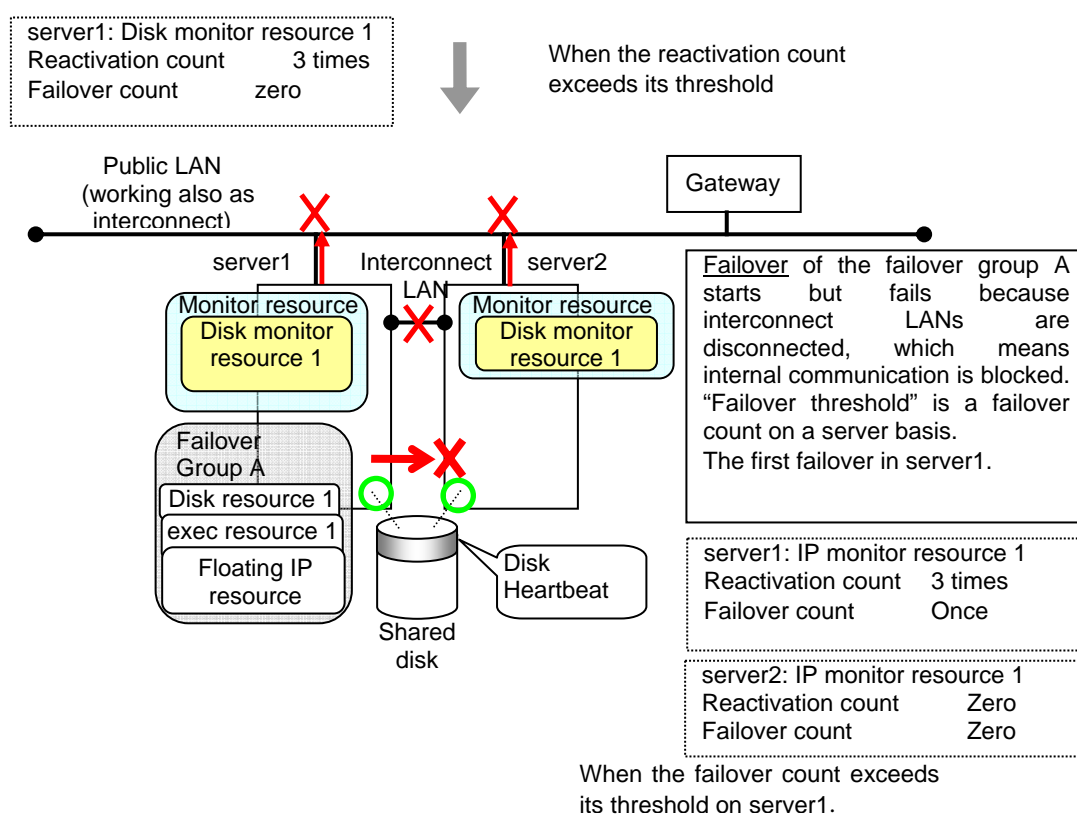 server1: Disk monitor resource 1
Reactivation count 3 times
Failover count zero
When the reactivation count
exceeds its threshold
Public LAN
(working also as
interconnect)
Gateway
server1
Interconnect
LAN
server2
Monitor resource
Disk monitor
resource 1
Monitor resource
Disk monitor
resource 1
Failover of the failover group A
starts but fails because
interconnect LANs are
disconnected, which means
internal communication is blocked.
“Failover threshold” is a failover
count on a server basis.
The first failover in server1.
Failover
Group A
Disk resource 1
exec resource 1
Floating IP
resource
Disk
Heartbeat
Shared
disk
server1: IP monitor resource 1
Reactivation count 3 times
Failover count Once
server2: IP monitor resource 1
Reactivation count Zero
Failover count Zero
When the failover count exceeds
its threshold on server1.